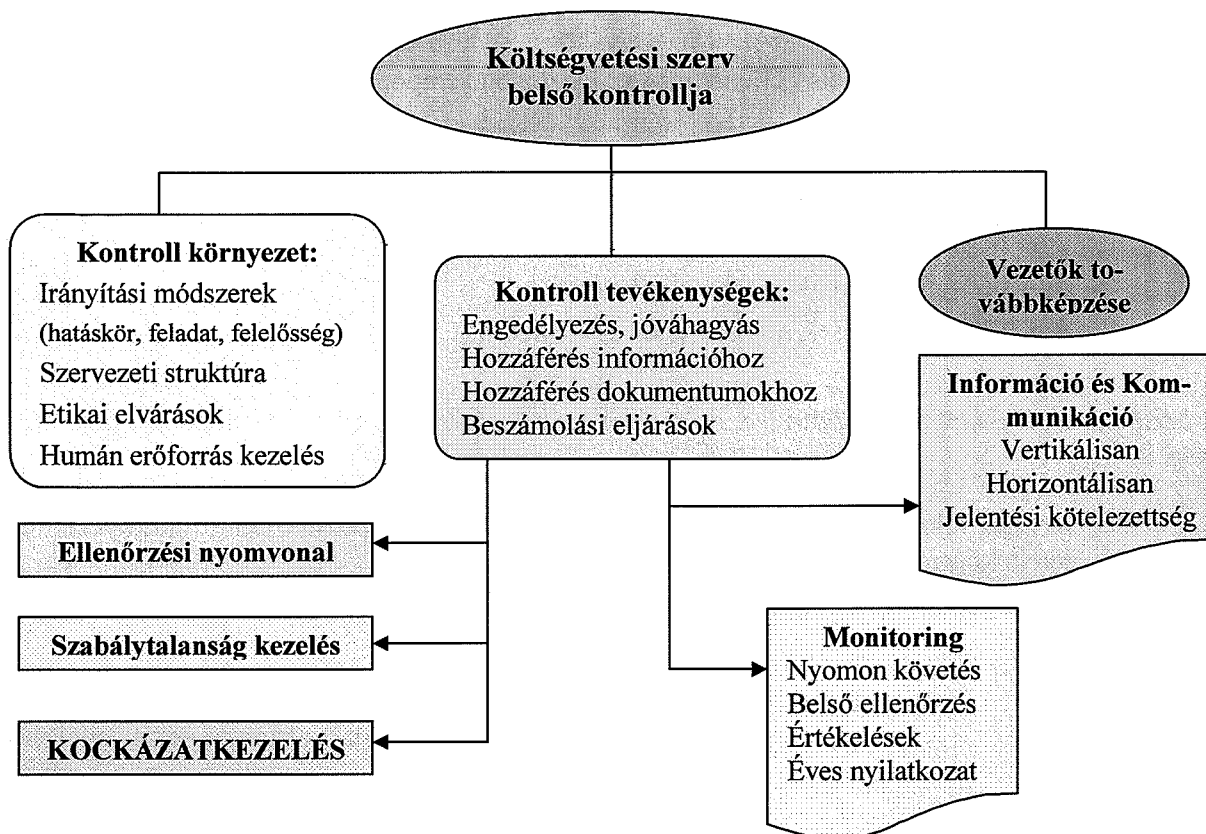 Költségvetési szerv
belső kontrollja
Kontroll környezet:
Irányítási módszerek
(hatáskör, feladat, felelősség)
Szervezeti struktúra
Etikai elvárások
Humán erőforrás kezelés
Kontroll tevékenységek:
Engedélyezés, jóváhagyás
Hozzáférés információhoz
Hozzáférés dokumentumokhoz
Beszámolási eljárások
Vezetők to-
vábbképzése
Információ és Kom-
munikáció
Vertikálisan
Horizontálisan
Jelentési kötelezettség
Ellenőrzési nyomvonal
Szabálytalanság kezelés
KOCKÁZATKEZELÉS
Monitoring
Nyomon követés
Belső ellenőrzés
Értékelések
Éves nyilatkozat